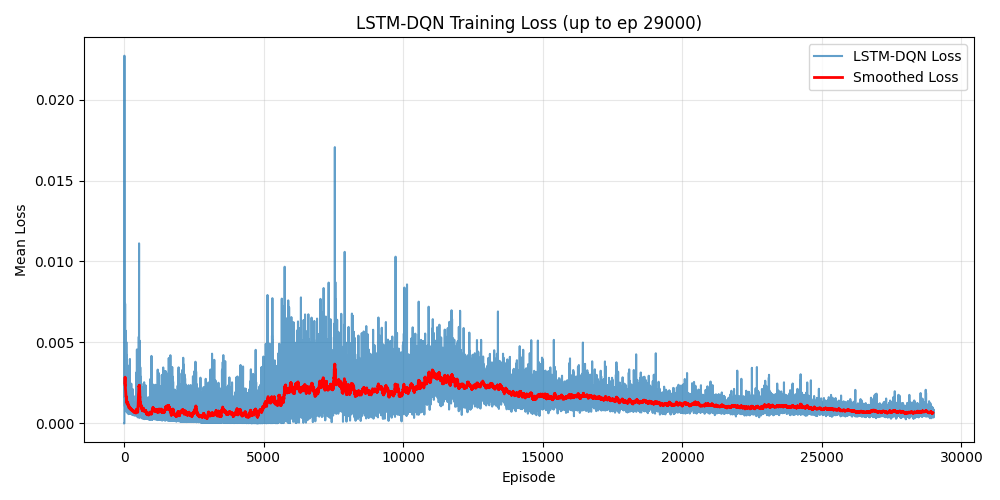 LSTM-DQN Training Loss (up to ep 29000)
LSTM-DQN Loss
Smoothed Loss
Mean Loss
0.020
0.015
0.010
0.005
0.000
0 5000 10000 15000 20000 25000 30000
Episode